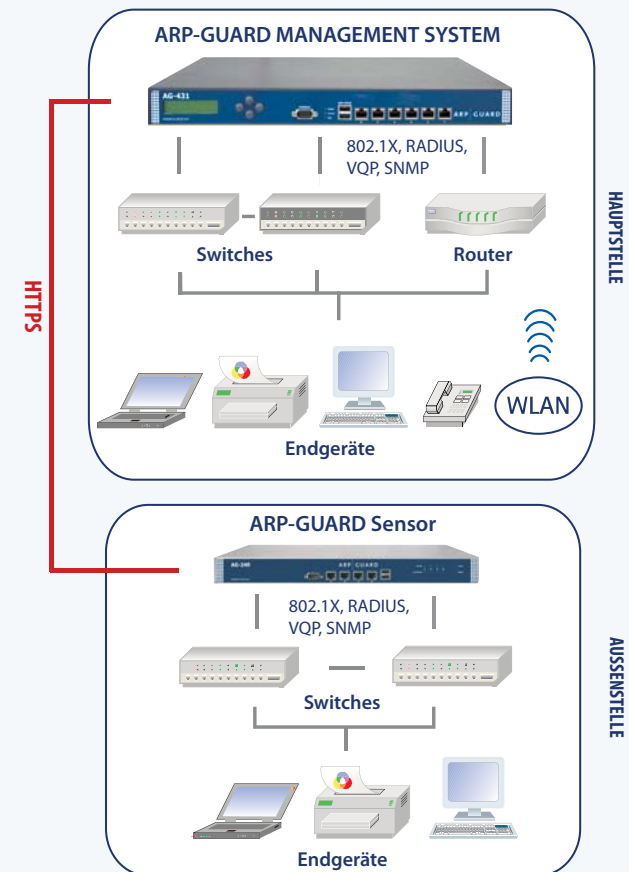 ARP-GUARD MANAGEMENT SYSTEM
AG-431
ARP GUARD
802.1X, RADIUS,
VQP, SNMP
Switches
Router
HAUPTSTELLE
HTTPS
WLAN
Endgeräte
ARP-GUARD Sensor
AG-240
ARP GUARD
802.1X, RADIUS,
VQP, SNMP
Switches
AUSSENSTELLE
Endgeräte